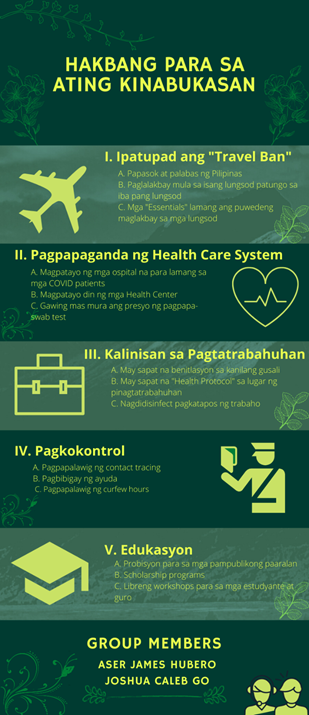 HAKBANG PARA SA
ATING KINABUKASAN
I. Ipatupad ang "Travel Ban"
A. Papasok at palabas ng Pilipinas
B. Paglalakbay mula sa isang lungsod patungo sa
iba pang lungsod
C. Mga "Essentials" lamang ang puwedeng
maglakbay sa mga lungsod
II. Pagpapaganda ng Health Care System
A. Magpatayo ng mga ospital na para lamang sa
mga COVID patients
B. Magpatayo din ng mga Health Center
C. Gawing mas mura ang presyo ng pagpapa-
swab test
III. Kalinisan sa Pagtatrabahuhan
A. May sapat na benitlasyon sa kanilang gusali
B. May sapat na "Health Protocol" sa lugar ng
pinagtatrabahuhan
C. Nagdidisinfect pagkatapos ng trabaho
IV. Pagkokontrol
A. Pagpapalawig ng contact tracing
B. Pagbibigay ng ayuda
C. Pagpapalawig ng curfew hours
V. Edukasyon
A. Probisyon para sa mga pampublikong paaralan
B. Scholarship programs
C. Libreng workshops para sa mga estudyante at
guro
GROUP MEMBERS
ASER JAMES HUBERO
JOSHUA CALEB GO